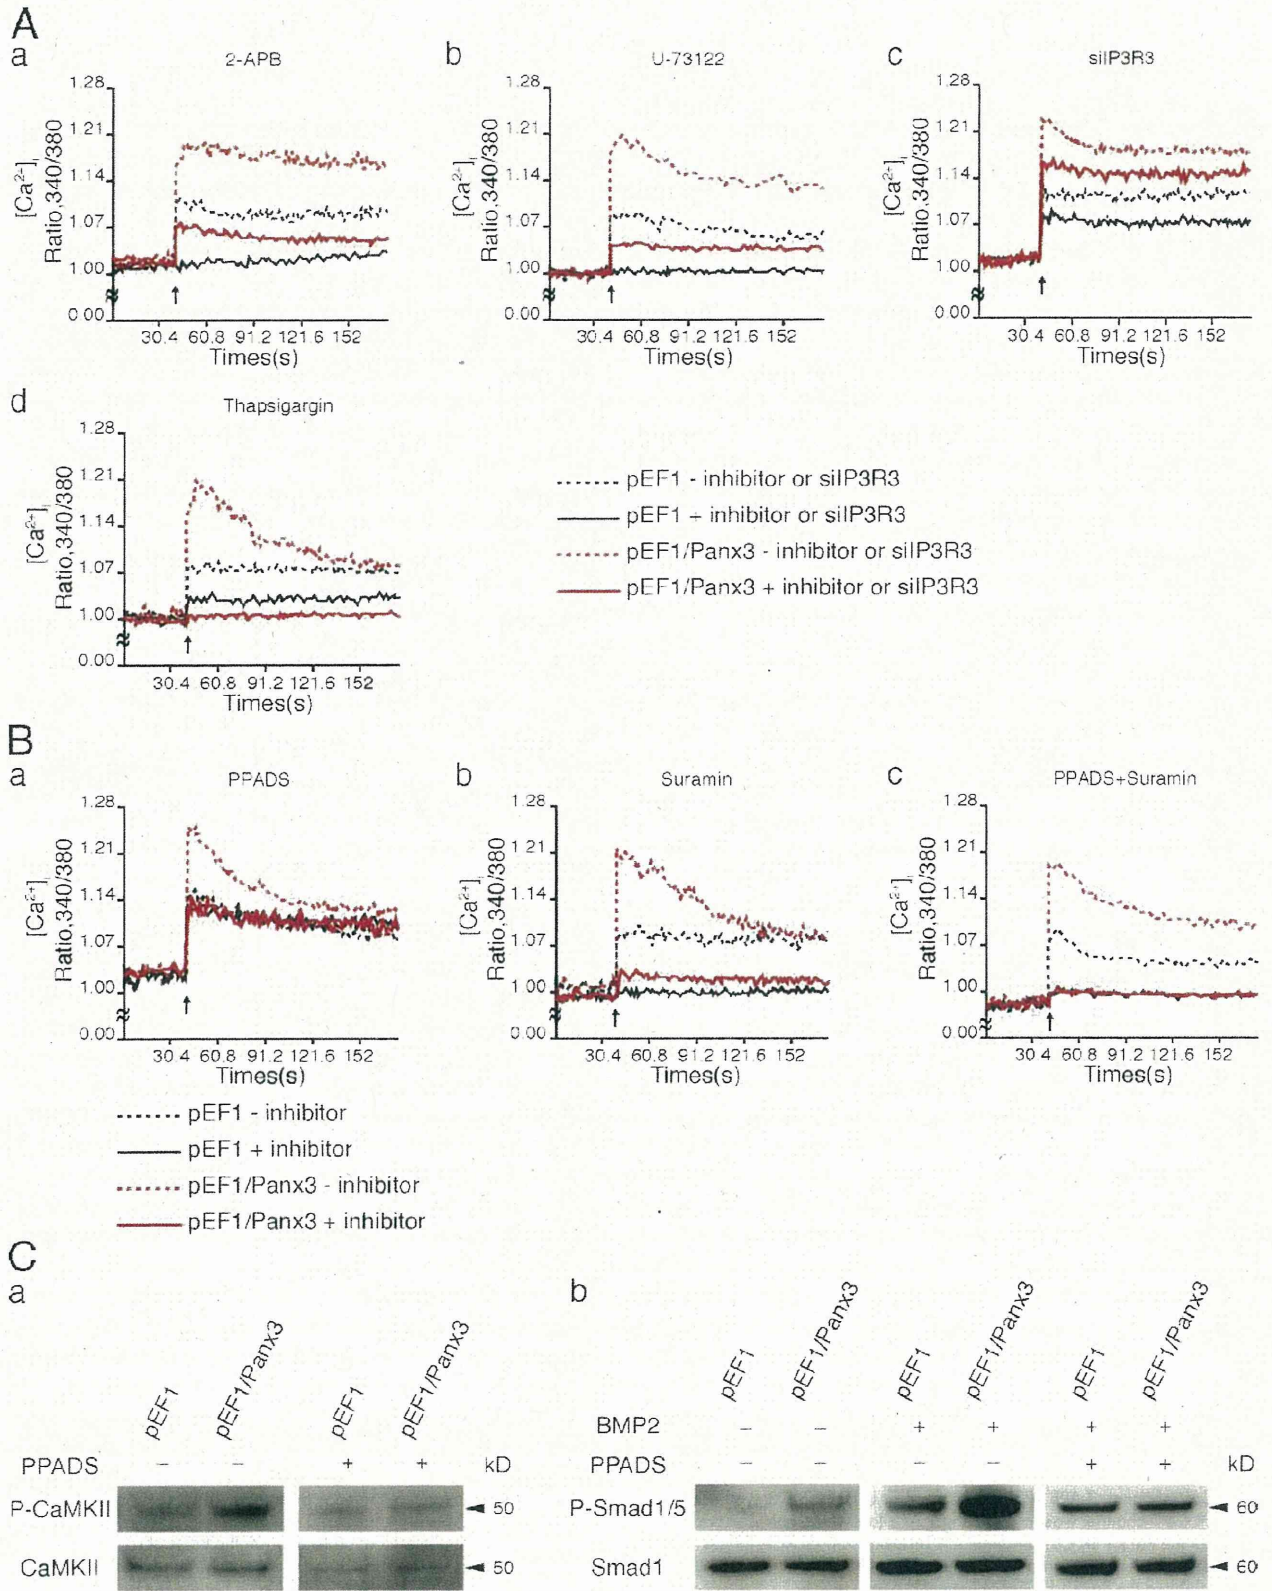 A
a
2-APB
1.28
1.21
1.14
1.07
1.00
0.00
[Ca2+]i
Ratio,340/380
30.4 60.8 91.2 121.6 152
Times(s)
b
U-73122
1.28
1.21
1.14
1.07
1.00
0.00
[Ca2+]i
Ratio,340/380
30.4 60.8 91.2 121.6 152
Times(s)
c
siIP3R3
1.28
1.21
1.14
1.07
1.00
0.00
[Ca2+]i
Ratio,340/380
30.4 60.8 91.2 121.6 152
Times(s)
d
Thapsigargin
1.28
1.21
1.14
1.07
1.00
0.00
[Ca2+]i
Ratio,340/380
30.4 60.8 91.2 121.6 152
Times(s)
pEF1 - inhibitor or siIP3R3
pEF1 + inhibitor or siIP3R3
pEF1/Panx3 - inhibitor or siIP3R3
pEF1/Panx3 + inhibitor or siIP3R3
B
a
PPADS
1.28
1.21
1.14
1.07
1.00
0.00
[Ca2+]i
Ratio,340/380
30.4 60.8 91.2 121.6 152
Times(s)
b
Suramin
1.28
1.21
1.14
1.07
1.00
0.00
[Ca2+]i
Ratio,340/380
30.4 60.8 91.2 121.6 152
Times(s)
c
PPADS+Suramin
1.28
1.21
1.14
1.07
1.00
0.00
[Ca2+]i
Ratio,340/380
30.4 60.8 91.2 121.6 152
Times(s)
pEF1 - inhibitor
pEF1 + inhibitor
pEF1/Panx3 - inhibitor
pEF1/Panx3 + inhibitor
C
a
pEF1 pEF1/Panx3 pEF1 pEF1/Panx3
PPADS - - + + kD
P-CaMKII 50
CaMKII 50
b
pEF1 pEF1/Panx3 pEF1 pEF1/Panx3 pEF1 pEF1/Panx3
BMP2 - - + + + +
PPADS - - - - + + kD
P-Smad1/5 60
Smad1 60